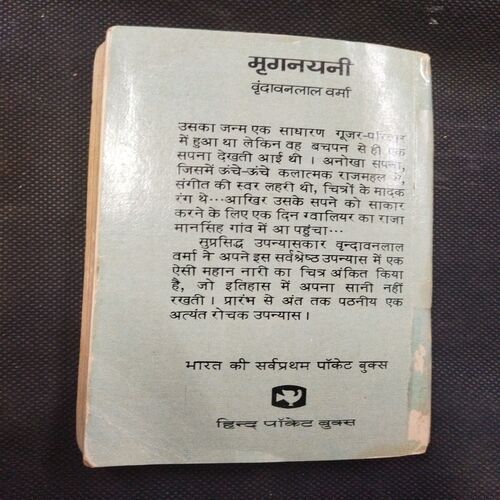 मृगनयनी
वृंदावनलाल वर्मा
उसका जन्म एक साधारण गूजर-परिवार
में हुआ था लेकिन वह बचपन से ही एक
सपना देखती आई थी । अनोखा सपना,
जिसमें ऊंचे-ऊंचे कलात्मक राजमहल थे,
संगीत की स्वर लहरी थी, चित्रों के मादक
रंग थे...आखिर उसके सपने को साकार
करने के लिए एक दिन ग्वालियर का राजा
मानसिंह गांव में आ पहुंचा...
सुप्रसिद्ध उपन्यासकार वृन्दावनलाल
वर्मा ने अपने इस सर्वश्रेष्ठ उपन्यास में एक
ऐसी महान नारी का चित्र अंकित किया
है, जो इतिहास में अपना सानी नहीं
रखती । प्रारंभ से अंत तक पठनीय एक
अत्यंत रोचक उपन्यास ।
भारत की सर्वप्रथम पॉकेट बुक्स
हिन्द पॉकेट बुक्स